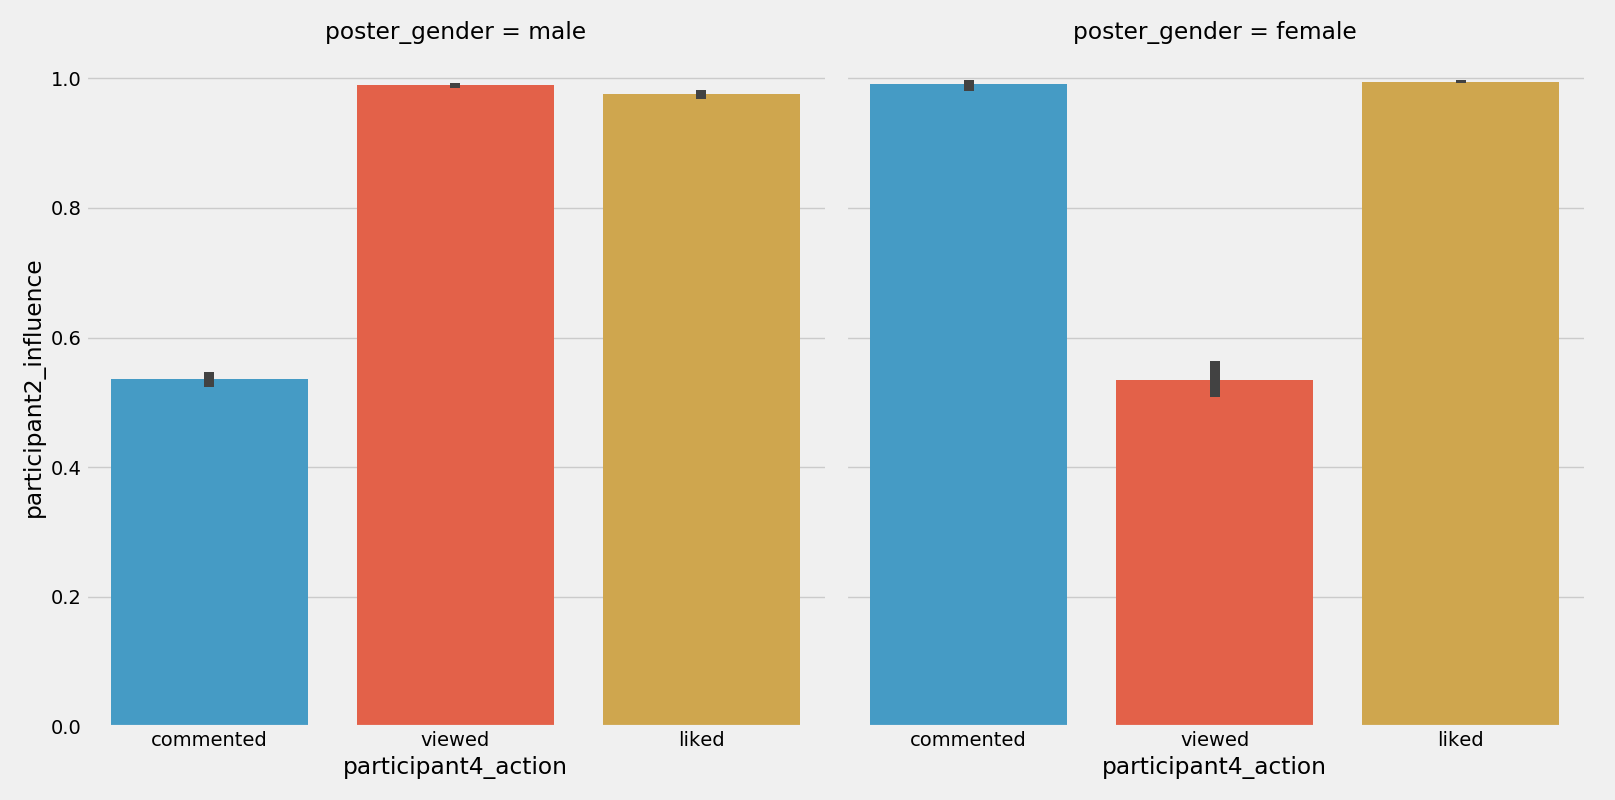 poster_gender = male
poster_gender = female
participant2_influence
1.0
0.8
0.6
0.4
0.2
0.0
commented viewed liked
commented viewed liked
participant4_action
participant4_action